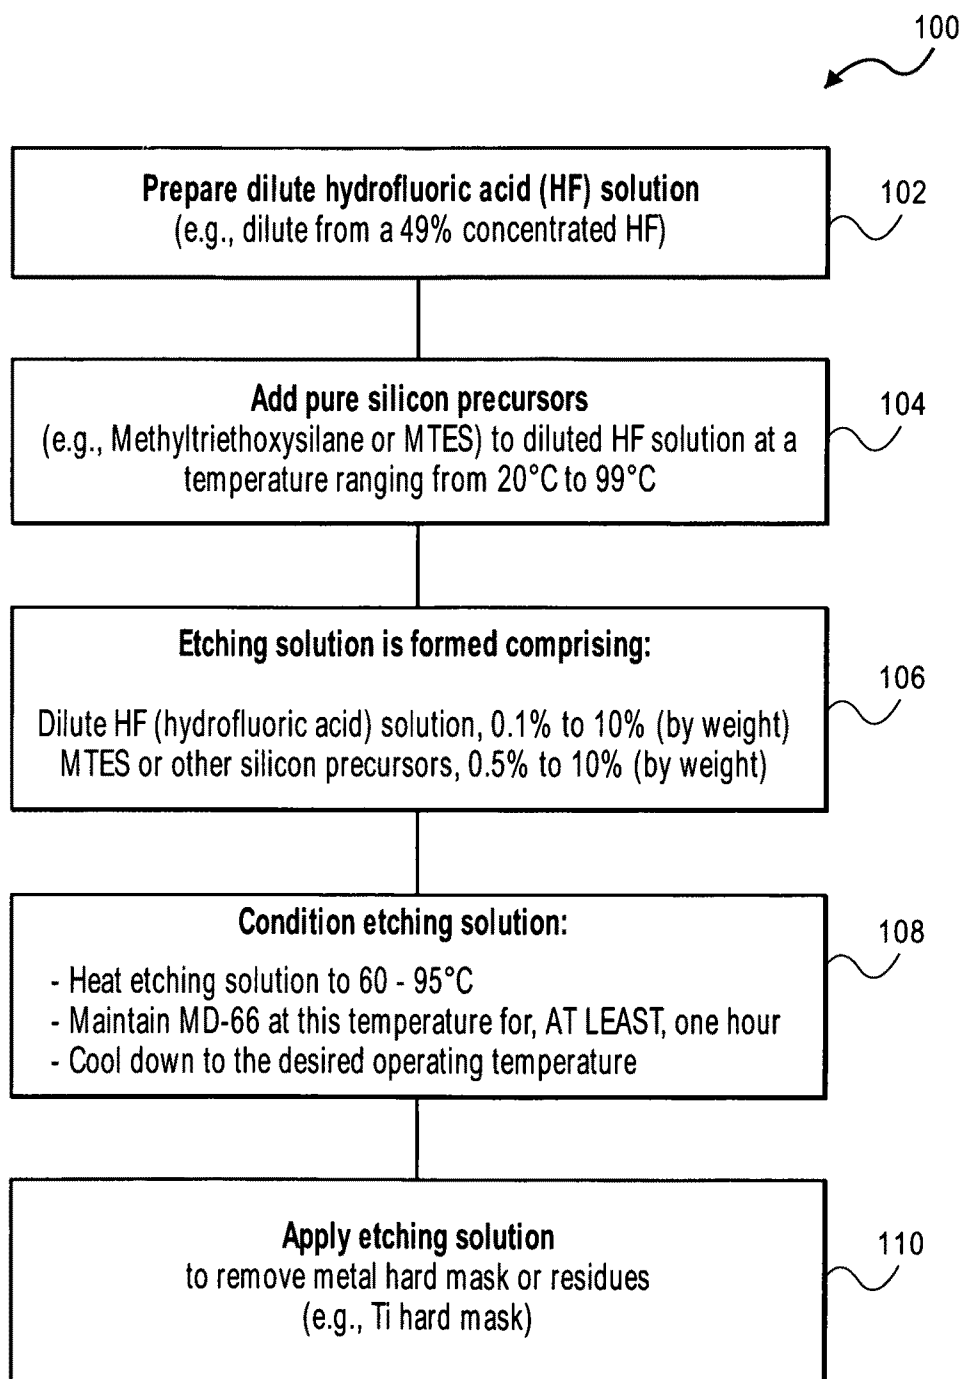 100
Prepare dilute hydrofluoric acid (HF) solution
(e.g., dilute from a 49% concentrated HF)
102
Add pure silicon precursors
(e.g., Methyltriethoxysilane or MTES) to diluted HF solution at a
temperature ranging from 20°C to 99°C
104
Etching solution is formed comprising:
Dilute HF (hydrofluoric acid) solution, 0.1% to 10% (by weight)
MTES or other silicon precursors, 0.5% to 10% (by weight)
106
Condition etching solution:
- Heat etching solution to 60 - 95°C
- Maintain MD-66 at this temperature for, AT LEAST, one hour
- Cool down to the desired operating temperature
108
Apply etching solution
to remove metal hard mask or residues
(e.g., Ti hard mask)
110